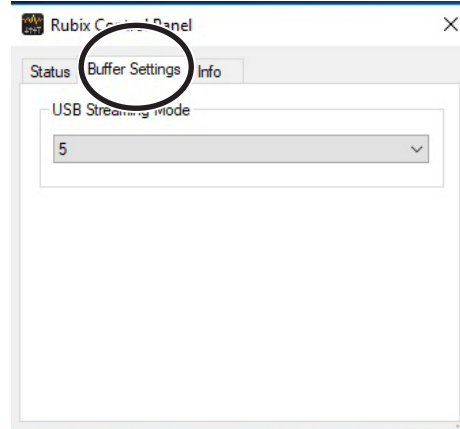 Rubix Control Panel
Status Buffer Settings Info
USB Streaming Mode
5